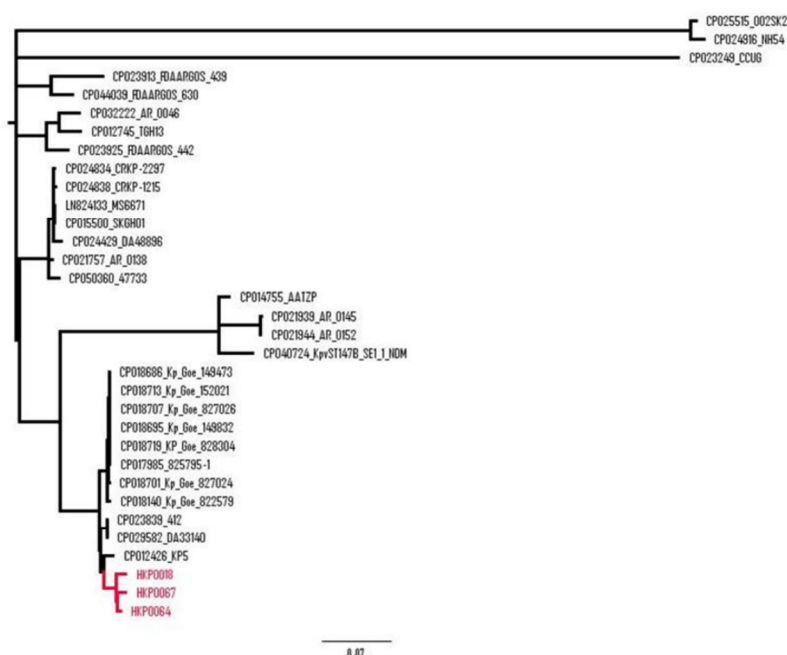 CP025515_002SK2
CP024916_NH54
CP023249_CCUG
CP023913_FDAARGOS_439
CP044039_FDAARGOS_630
CP032222_AR_0046
CP012745_TGH13
CP023925_FDAARGOS_442
CP024834_CRKP-2297
CP024838_CRKP-1215
LN824133_MS6671
CP015500_SKGH01
CP024429_DA48896
CP021757_AR_0138
CP050360_47733
CP014755_AATZP
CP021939_AR_0145
CP021944_AR_0152
CP040724_KpvST147B_SE1_1_NDM
CP018686_Kp_Goe_149473
CP018713_Kp_Goe_152021
CP018707_Kp_Goe_827026
CP018695_Kp_Goe_149832
CP018719_KP_Goe_828304
CP017985_825795-1
CP018701_Kp_Goe_827024
CP018140_Kp_Goe_822579
CP023839_412
CP029582_DA33140
CP012426_KP5
HKP0018
HKP0067
HKP0064